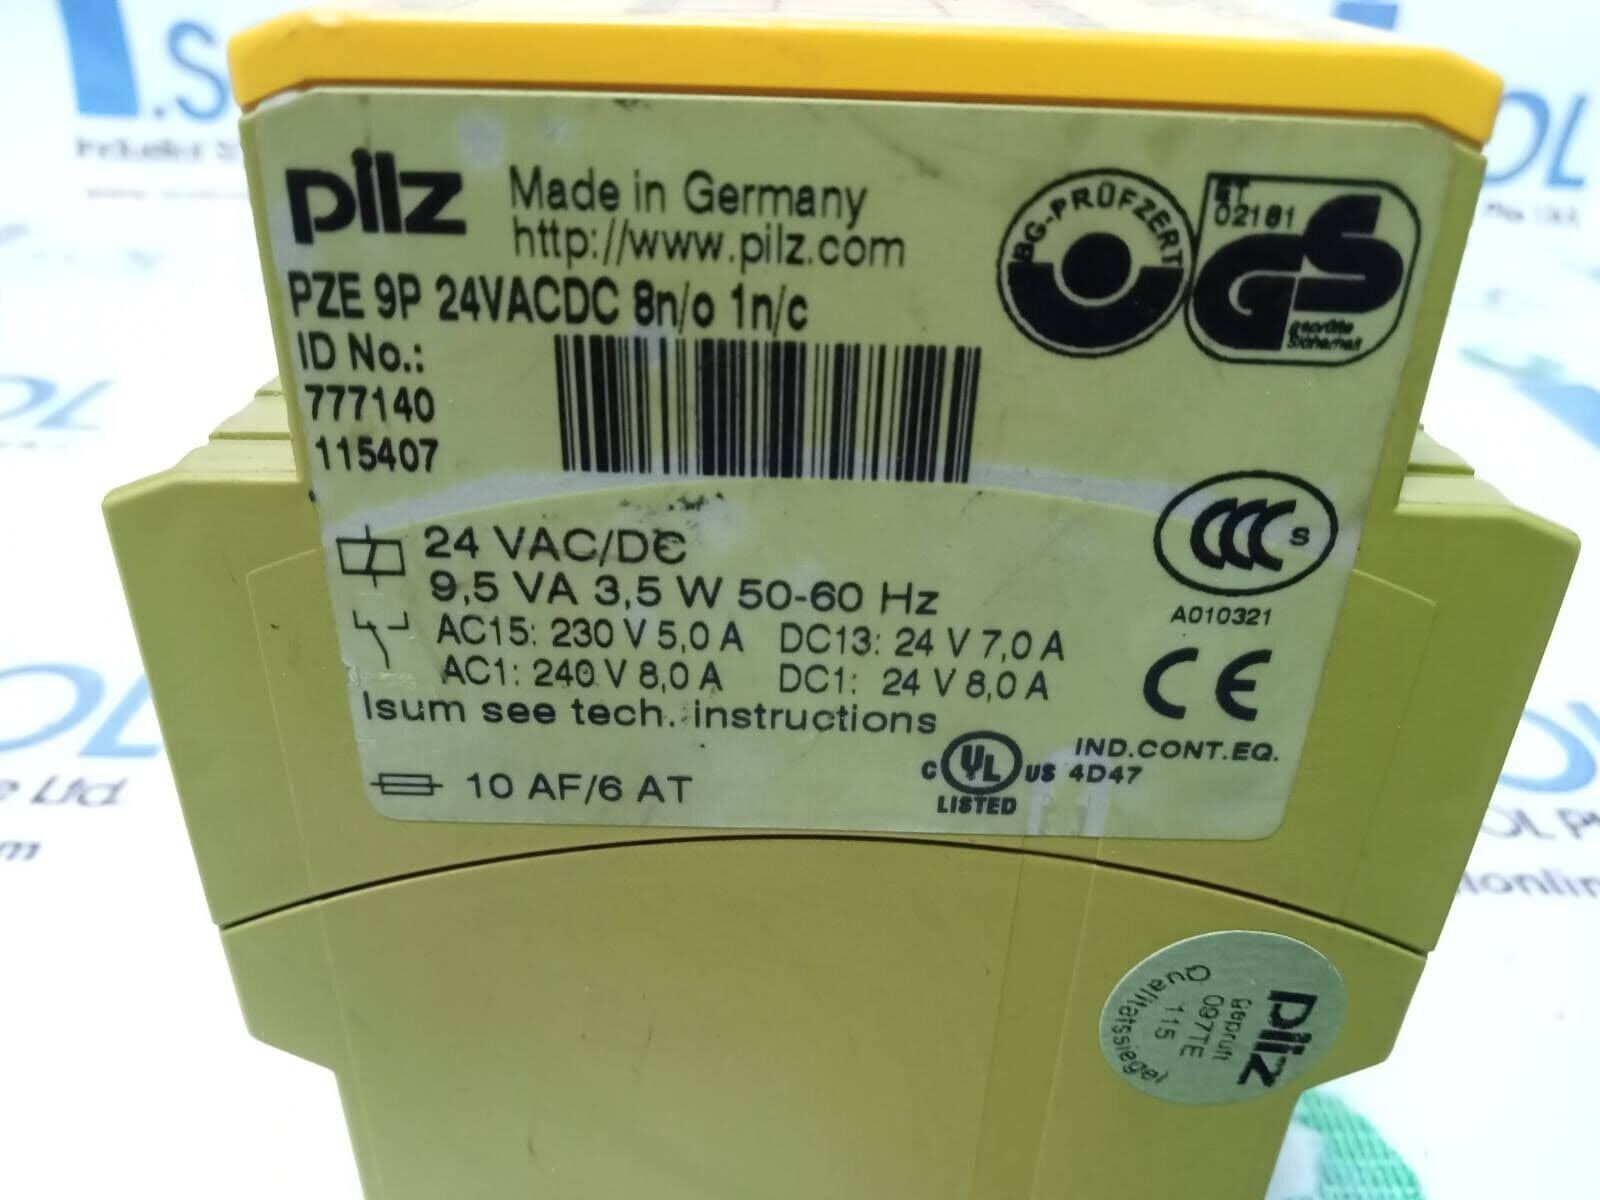 pilz
Made in Germany
http://www.pilz.com
PZE 9P 24VACDC 8n/o 1n/c
ID No.:
777140
115407
BG-PRÜFZERT
ET
02181
GS
geprüfte
Sicherheit
24 VAC/DC
9,5 VA 3,5 W 50-60 Hz
AC15: 230 V 5,0 A DC13: 24 V 7,0 A
AC1: 240 V 8,0 A DC1: 24 V 8,0 A
Isum see tech. instructions
10 AF/6 AT
CCC S
A010321
CE
C UL US
LISTED
IND.CONT.EQ.
4D47
pilz
Geprüft
097TE
115
Qualitätssiegel